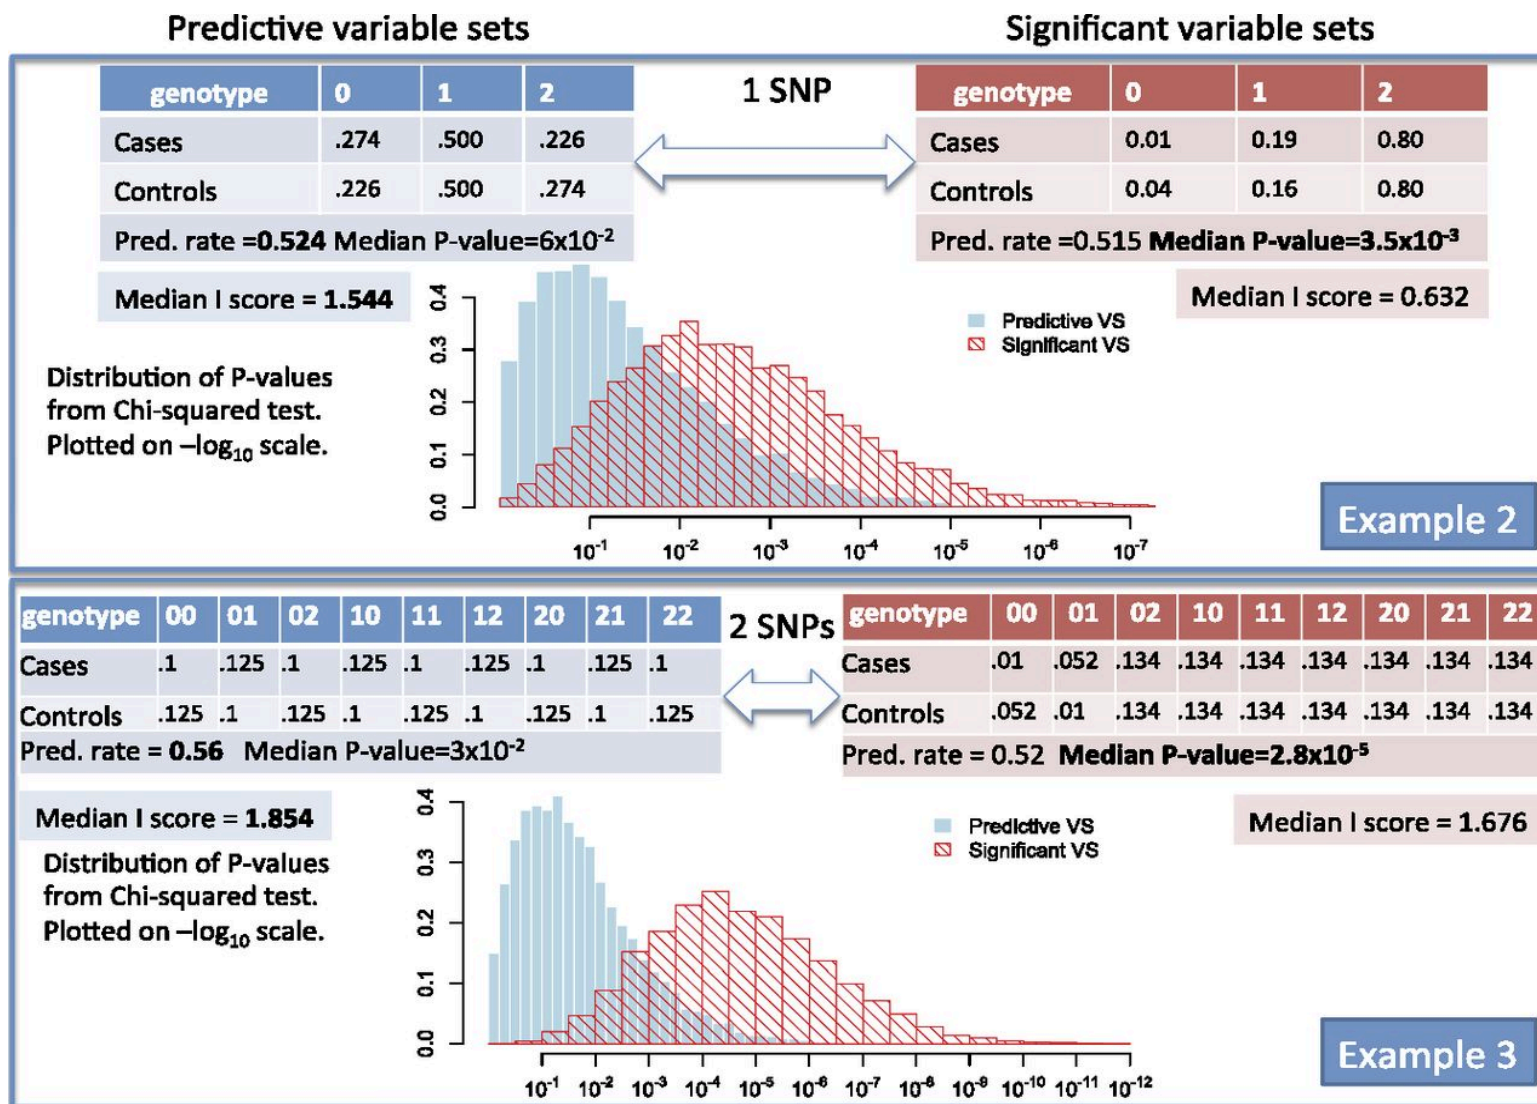 Predictive variable sets
Significant variable sets
genotype 0 1 2
Cases .274 .500 .226
Controls .226 .500 .274
Pred. rate =0.524 Median P-value=6x10⁻²
Median I score = 1.544
1 SNP
genotype 0 1 2
Cases 0.01 0.19 0.80
Controls 0.04 0.16 0.80
Pred. rate =0.515 Median P-value=3.5x10⁻³
Median I score = 0.632
Distribution of P-values
from Chi-squared test.
Plotted on –log₁₀ scale.
0.4
0.3
0.2
0.1
0.0
Predictive VS
Significant VS
10⁻¹ 10⁻² 10⁻³ 10⁻⁴ 10⁻⁵ 10⁻⁶ 10⁻⁷
Example 2
genotype 00 01 02 10 11 12 20 21 22
Cases .1 .125 .1 .125 .1 .125 .1 .125 .1
Controls .125 .1 .125 .1 .125 .1 .125 .1 .125
Pred. rate = 0.56 Median P-value=3x10⁻²
Median I score = 1.854
2 SNPs
genotype 00 01 02 10 11 12 20 21 22
Cases .01 .052 .134 .134 .134 .134 .134 .134 .134
Controls .052 .01 .134 .134 .134 .134 .134 .134 .134
Pred. rate = 0.52 Median P-value=2.8x10⁻⁵
Median I score = 1.676
Distribution of P-values
from Chi-squared test.
Plotted on –log₁₀ scale.
0.4
0.3
0.2
0.1
0.0
Predictive VS
Significant VS
10⁻¹ 10⁻² 10⁻³ 10⁻⁴ 10⁻⁵ 10⁻⁶ 10⁻⁷ 10⁻⁸ 10⁻⁹ 10⁻¹⁰ 10⁻¹¹ 10⁻¹²
Example 3